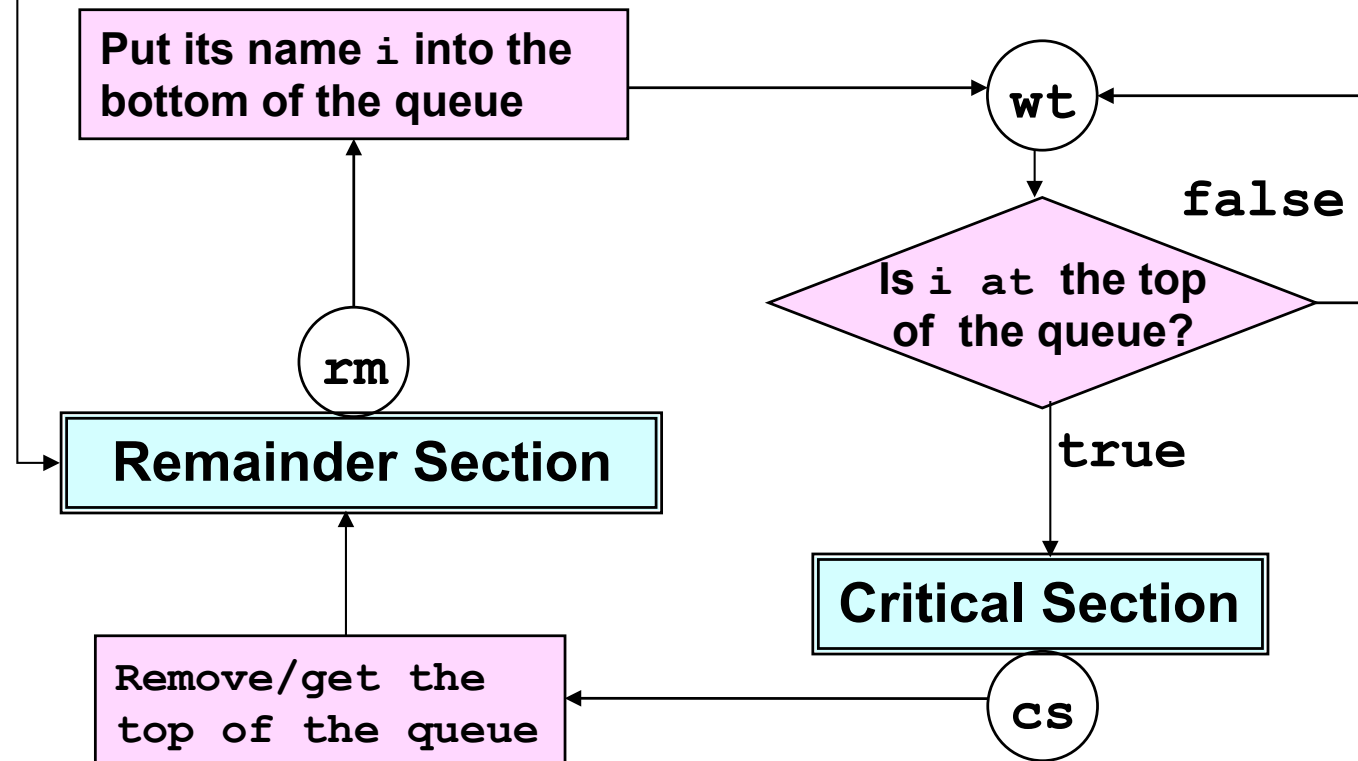 Put its name i into the
bottom of the queue
wt
false
Is i at the top
of the queue?
rm
Remainder Section
true
Critical Section
Remove/get the
top of the queue
cs